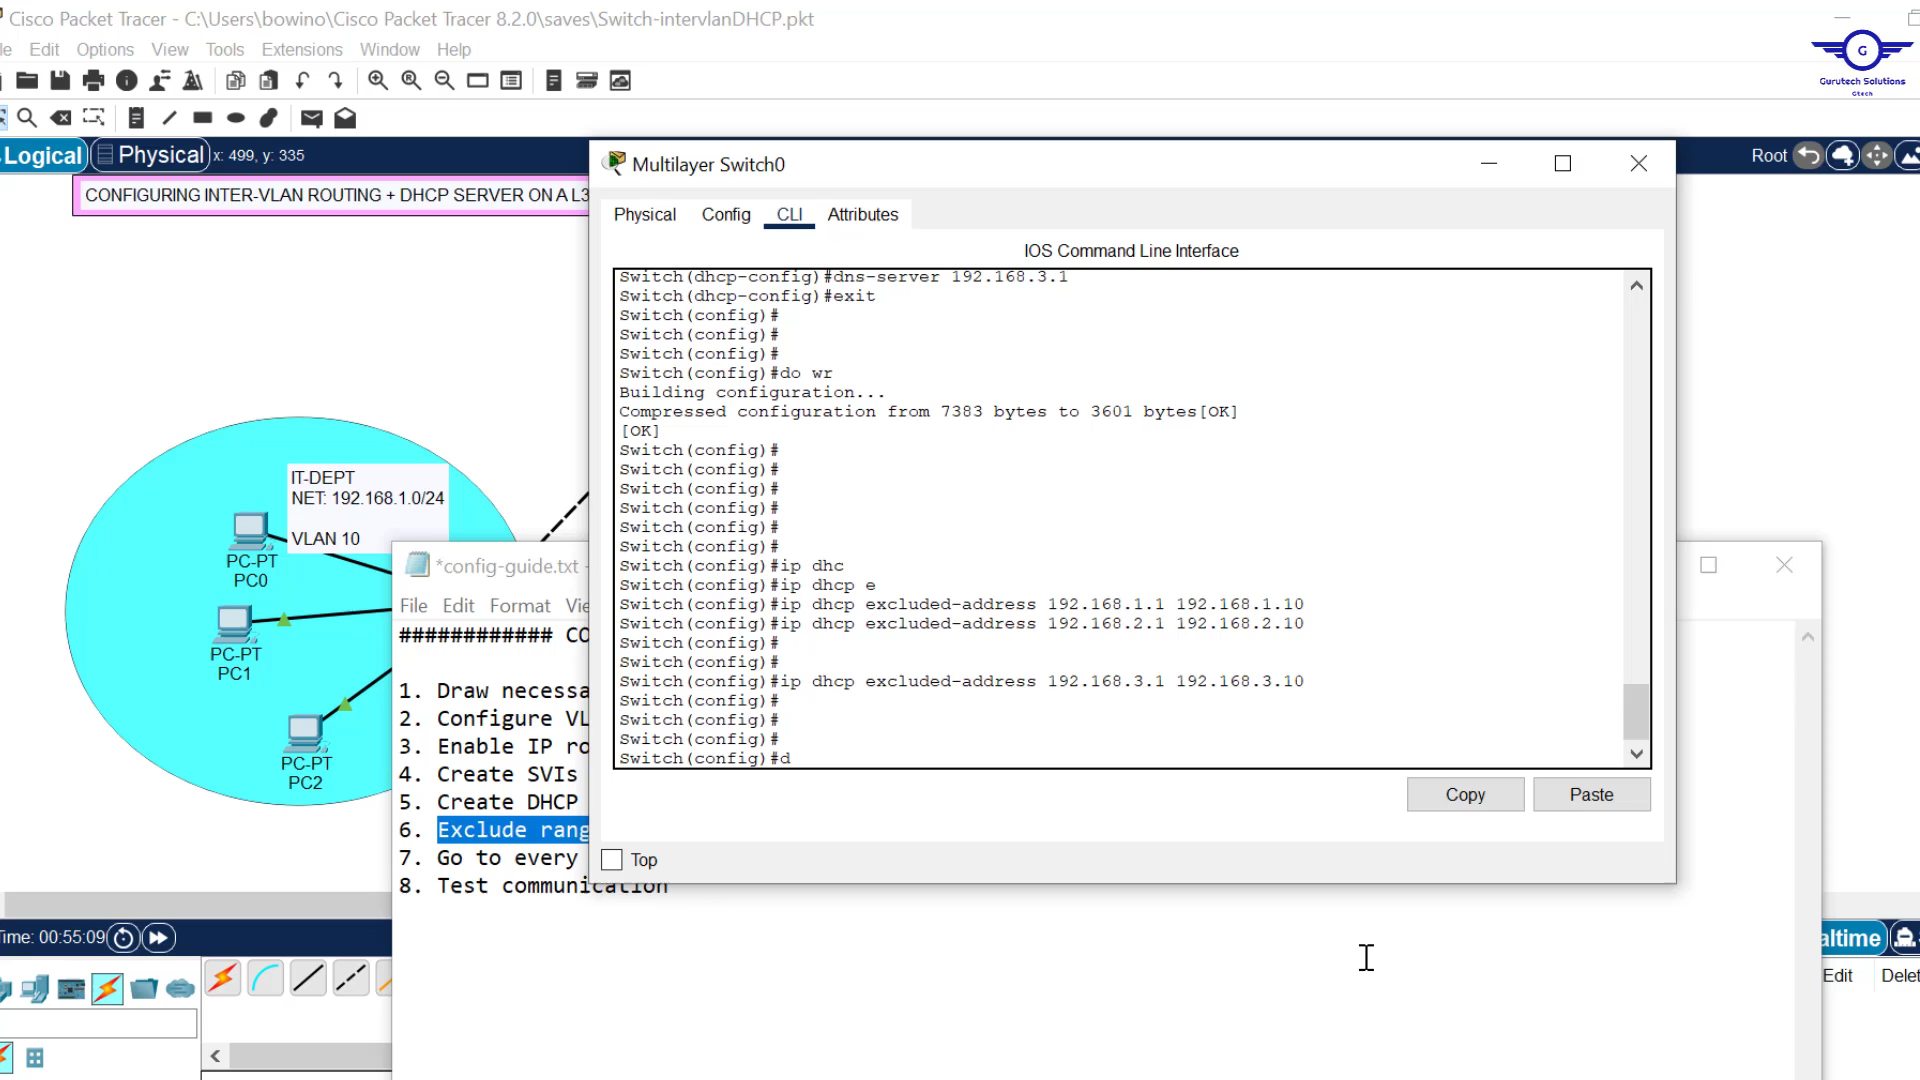 Cisco Packet Tracer - C:\Users\bowino\Cisco Packet Tracer 8.2.0\saves\Switch-intervlanDHCP.pkt
le Edit Options View Tools Extensions Window Help
G
Gurutech Solutions
Gtech
Logical Physical x: 499, y: 335
Root
CONFIGURING INTER-VLAN ROUTING + DHCP SERVER ON A L3
IT-DEPT
NET: 192.168.1.0/24
VLAN 10
PC-PT
PC0
PC-PT
PC1
PC-PT
PC2
Multilayer Switch0
Physical Config CLI Attributes
IOS Command Line Interface
Switch(dhcp-config)#dns-server 192.168.3.1
Switch(dhcp-config)#exit
Switch(config)#
Switch(config)#
Switch(config)#
Switch(config)#do wr
Building configuration...
Compressed configuration from 7383 bytes to 3601 bytes[OK]
[OK]
Switch(config)#
Switch(config)#
Switch(config)#
Switch(config)#
Switch(config)#
Switch(config)#
Switch(config)#ip dhc
Switch(config)#ip dhcp e
Switch(config)#ip dhcp excluded-address 192.168.1.1 192.168.1.10
Switch(config)#ip dhcp excluded-address 192.168.2.1 192.168.2.10
Switch(config)#
Switch(config)#
Switch(config)#ip dhcp excluded-address 192.168.3.1 192.168.3.10
Switch(config)#
Switch(config)#
Switch(config)#
Switch(config)#d
Copy Paste
Top
*config-guide.txt -
File Edit Format Vie
############ CO
1. Draw necessa
2. Configure VL
3. Enable IP ro
4. Create SVIs
5. Create DHCP
6. Exclude rang
7. Go to every
8. Test communication
Time: 00:55:09
altime
Edit Delet